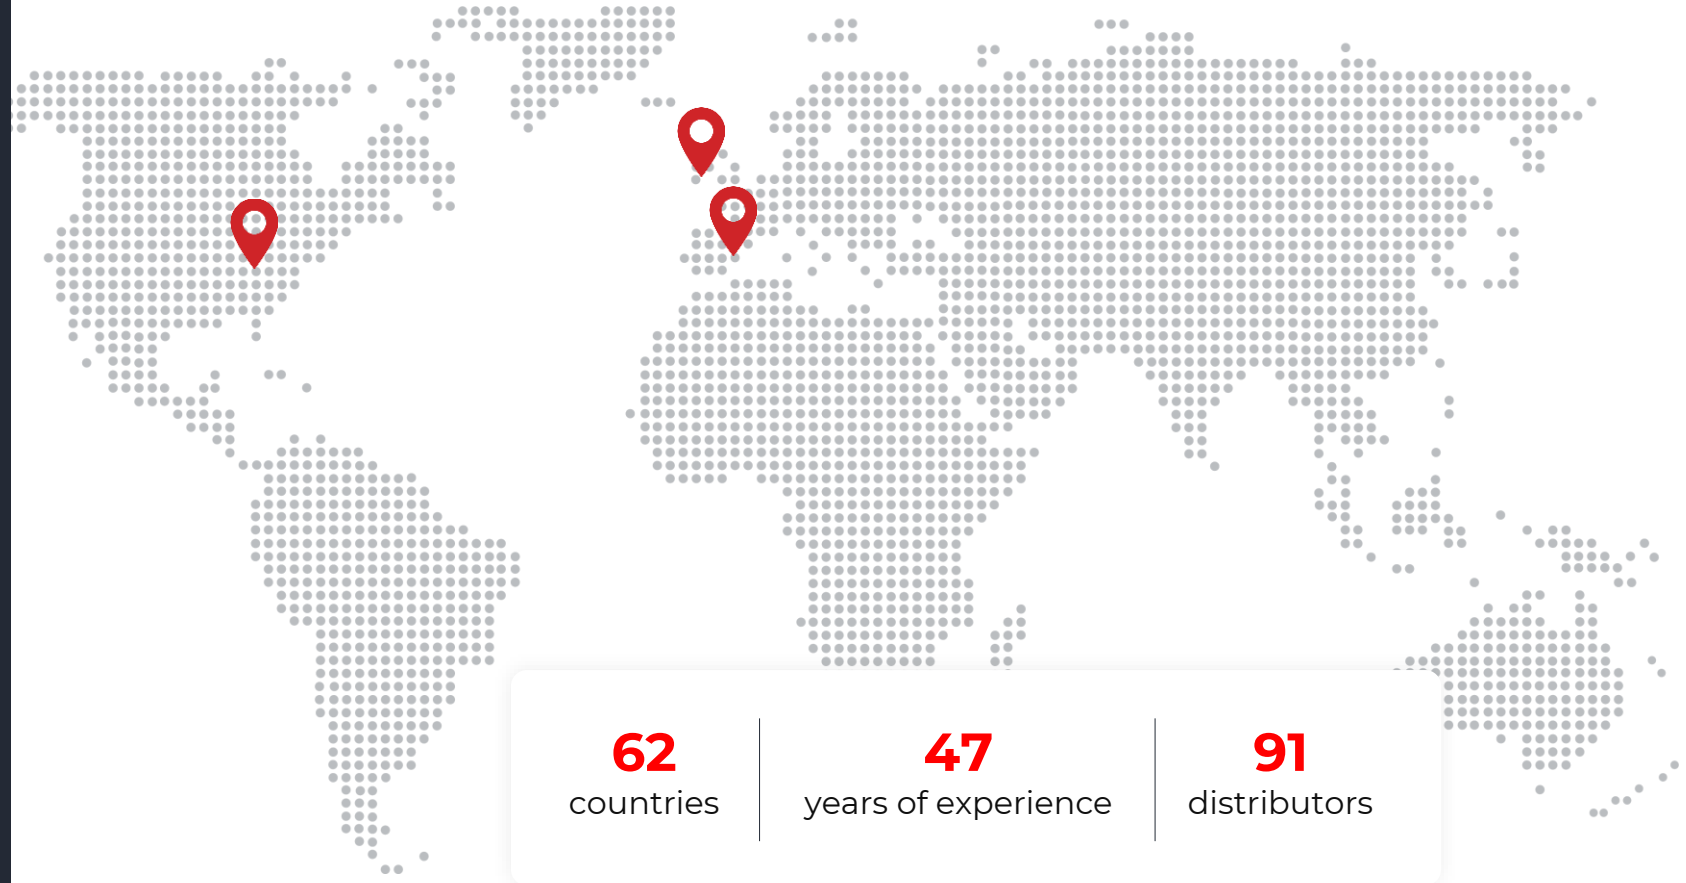 62
countries
47
years of experience
91
distributors